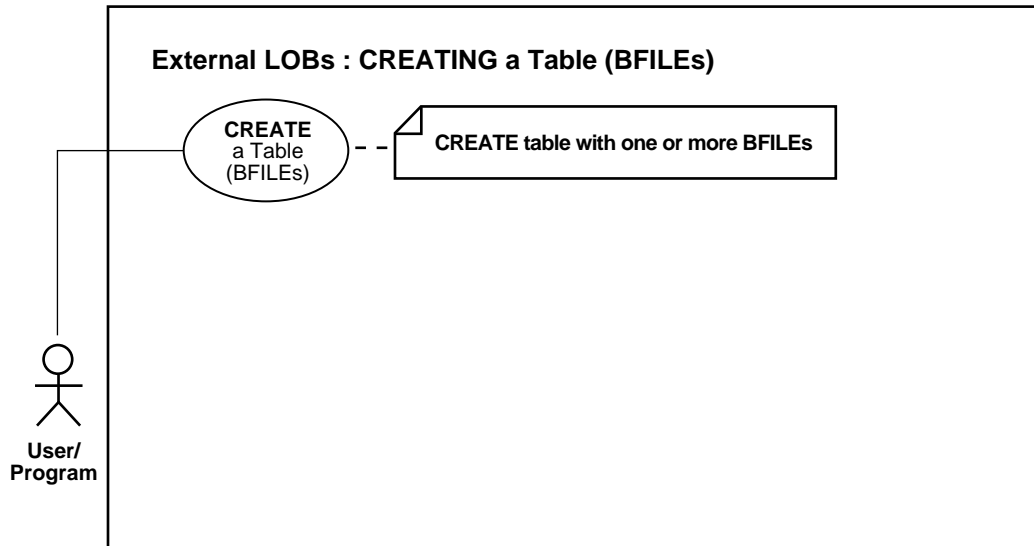 External LOBs : CREATING a Table (BFILEs)
CREATE
a Table
(BFILEs)
CREATE table with one or more BFILEs
User/
Program